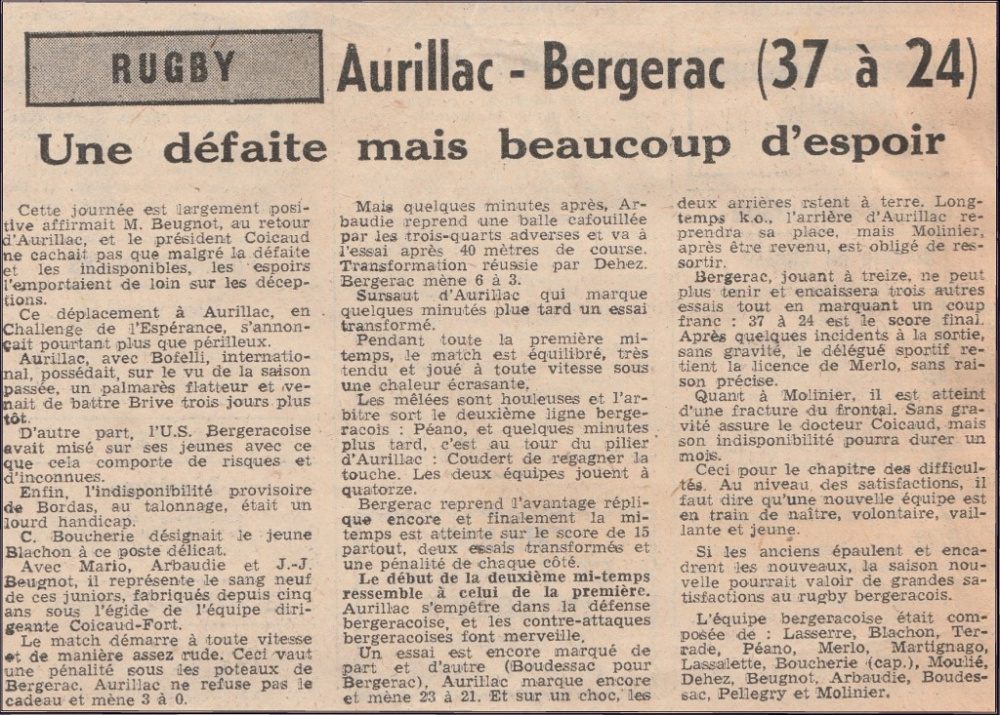 RUGBY
Aurillac - Bergerac (37 à 24)
Une défaite mais beaucoup d'espoir
Cette journée est largement posi-
tive affirmait M. Beugnot, au retour
d'Aurillac, et le président Coicaud
ne cachait pas que malgré la défaite
et les indisponibles, les espoirs
l'emportaient de loin sur les décep-
tions.
Ce déplacement à Aurillac, en
Challenge de l'Espérance, s'annon-
çait pourtant plus que périlleux.
Aurillac, avec Bofelli, internatio-
nal, possédait, sur le vu de la saison
passée, un palmarès flatteur et ve-
nait de battre Brive trois jours plus
tôt.
D'autre part, l'U.S. Bergeracoise
avait misé sur ses jeunes avec ce
que cela comporte de risques et
d'inconnues.
Enfin, l'indisponibilité provisoire
de Bordas, au talonnage, était un
lourd handicap.
C. Boucherie désignait le jeune
Blachon à ce poste délicat.
Avec Mario, Arbaudie et J.-J.
Beugnot, il représente le sang neuf
de ces juniors, fabriqués depuis cinq
ans sous l'égide de l'équipe diri-
geante Coicaud-Fort.
Le match démarre à toute vitesse
et de manière assez rude. Ceci vaut
une pénalité sous les poteaux de
Bergerac. Aurillac ne refuse pas le
cadeau et mène 3 à 0.
Mais quelques minutes après, Ar-
baudie reprend une balle cafouillée
par les trois-quarts adverses et va à
l'essai après 40 mètres de course.
Transformation réussie par Dehez.
Bergerac mène 6 à 3.
Sursaut d'Aurillac qui marque
quelques minutes plue tard un essai
transformé.
Pendant toute la première mi-
temps, le match est équilibré, très
tendu et joué à toute vitesse sous
une chaleur écrasante.
Les mêlées sont houleuses et l'ar-
bitre sort le deuxième ligne berge-
racois : Péano, et quelques minutes
plus tard, c'est au tour du pilier
d'Aurillac : Coudert de regagner la
touche. Les deux équipes jouent à
quatorze.
Bergerac reprend l'avantage répli-
que encore et finalement la mi-
temps est atteinte sur le score de 15
partout, deux essais transformés et
une pénalité de chaque côté.
Le début de la deuxième mi-temps
ressemble à celui de la première.
Aurillac s'empêtre dans la défense
bergeracoise, et les contre-attaques
bergeracoises font merveille.
Un essai est encore marqué de
part et d'autre (Boudessac pour
Bergerac), Aurillac marque encore
et mène 23 à 21. Et sur un choc, les
deux arrières rstent à terre. Long-
temps k.o., l'arrière d'Aurillac re-
prendra sa place, mais Molinier,
après être revenu, est obligé de res-
sortir.
Bergerac, jouant à treize, ne peut
plus tenir et encaissera trois autres
essais tout en marquant un coup
franc : 37 à 24 est le score final.
Après quelques incidents à la sortie,
sans gravité, le délégué sportif re-
tient la licence de Merlo, sans rai-
son précise.
Quant à Molinier, il est atteint
d'une fracture du frontal. Sans gra-
vité assure le docteur Coicaud, mais
son indisponibilité pourra durer un
mois.
Ceci pour le chapitre des difficul-
tés. Au niveau des satisfactions, il
faut dire qu'une nouvelle équipe est
en train de naître, volontaire, vail-
lante et jeune.
Si les anciens épaulent et enca-
drent les nouveaux, la saison nou-
velle pourrait valoir de grandes sa-
tisfactions au rugby bergeracois.
L'équipe bergeracoise était com-
posée de : Lasserre, Blachon, Ter-
rade, Péano, Merlo, Martignago,
Lassalette, Boucherie (cap.), Moulié,
Dehez, Beugnot, Arbaudie, Boudes-
sac, Pellegry et Molinier.